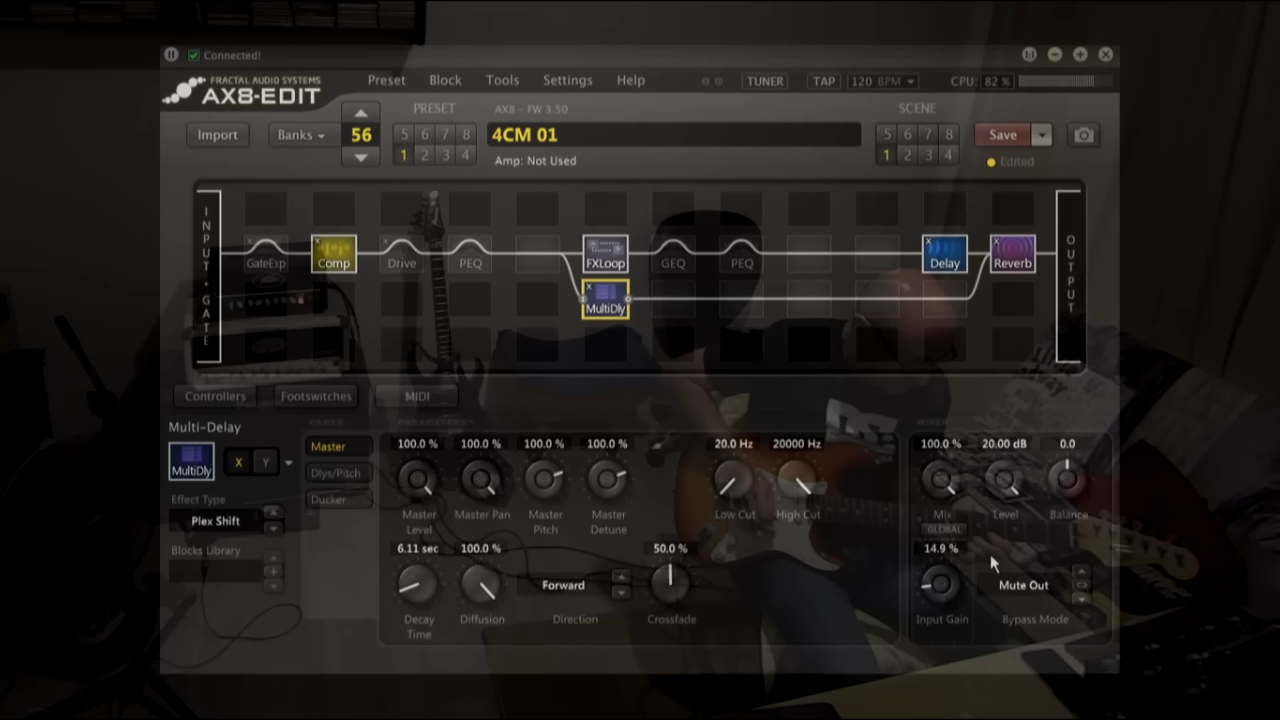 Connected!
FRACTAL AUDIO SYSTEMS
AX8-EDIT
Preset Block Tools Settings Help
TUNER TAP 120 BPM CPU: 82 %
PRESET AX8 - FW 3.50 SCENE
Import Banks 56
5 6 7 8
1 2 3 4
4CM 01
Amp: Not Used
5 6 7 8
1 2 3 4
Save
Edited
INPUT • GATE
X GateExp X Comp X Drive PEQ FXLoop GEQ PEQ X Delay X Reverb
X MultiDly
OUTPUT
Controllers Footswitches MIDI
Multi-Delay
MultiDly
X Y
Effect Type
Plex Shift
Blocks Library
Master
Dlys/Pitch
Ducker
100.0 % 100.0 % 100.0 % 100.0 % 20.0 Hz 20000 Hz
Master Level Master Pan Master Pitch Master Detune Low Cut High Cut
6.11 sec 100.0 % Forward 50.0 %
Decay Time Diffusion Direction Crossfade
100.0 % 20.00 dB 0.0
Mix Level Balance
GLOBAL
14.9 % Mute Out
Input Gain Bypass Mode